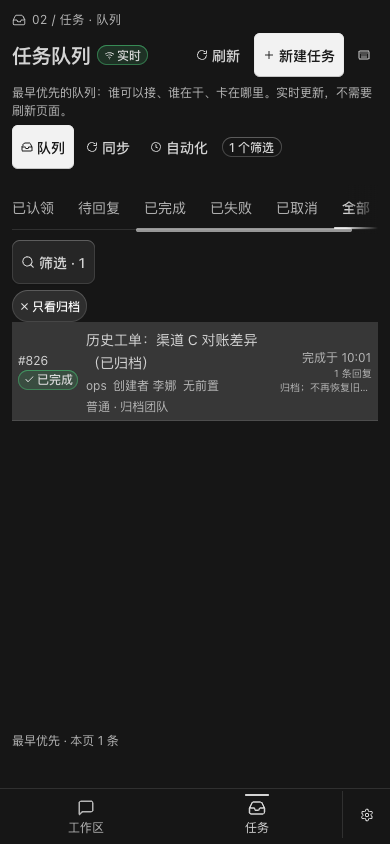 02 / 任务 · 队列
任务队列 实时 刷新 新建任务
最早优先的队列：谁可以接、谁在干、卡在哪里。实时更新，不需要
刷新页面。
队列 同步 自动化 1 个筛选
已认领 待回复 已完成 已失败 已取消 全部
筛选 · 1
只看归档
历史工单：渠道 C 对账差异
（已归档）
#826
已完成
ops 创建者 李娜 无前置
普通 · 归档团队
完成于 10:01
1 条回复
归档：不再恢复旧...
最早优先 · 本页 1 条
工作区 任务